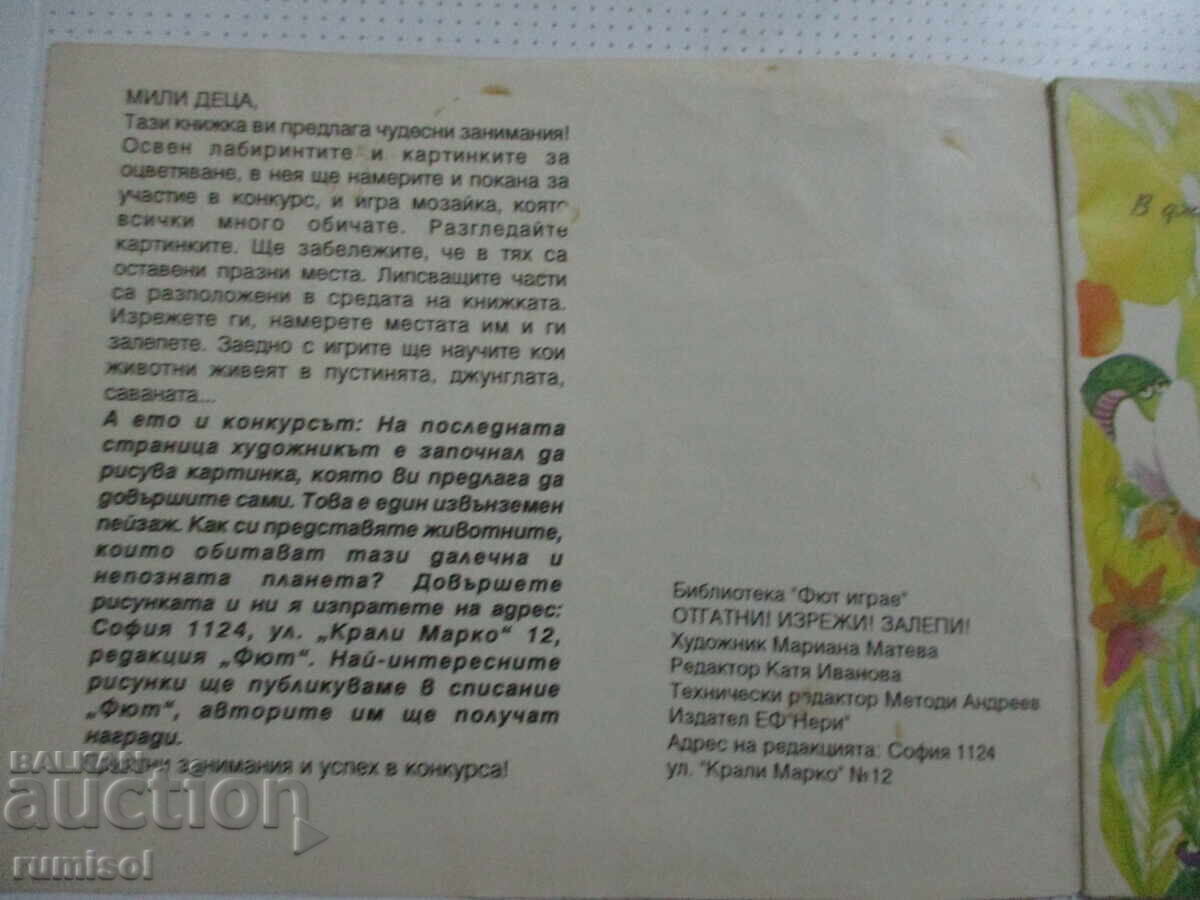 МИЛИ ДЕЦА,
Тази книжка ви предлага чудесни занимания!
Освен лабиринтите и картинките за
оцветяване, в нея ще намерите и покана за
участие в конкурс, и игра мозайка, която
всички много обичате. Разгледайте
картинките. Ще забележите, че в тях са
оставени празни места. Липсващите части
са разположени в средата на книжката.
Изрежете ги, намерете местата им и ги
залепете. Заедно с игрите ще научите кои
животни живеят в пустинята, джунглата,
саваната...
А ето и конкурсът: На последната
страница художникът е започнал да
рисува картинка, която ви предлага да
довършите сами. Това е един извънземен
пейзаж. Как си представяте животните,
които обитават тази далечна и
непозната планета? Довършете
рисунката и ни я изпратете на адрес:
София 1124, ул. „Крали Марко" 12,
редакция „Фют". Най-интересните
рисунки ще публикуваме в списание
„Фют", авторите им ще получат
награди.
занимания и успех в конкурса!
Библиотека "Фют играе"
ОТГАТНИ! ИЗРЕЖИ! ЗАЛЕПИ!
Художник Мариана Матева
Редактор Катя Иванова
Технически редактор Методи Андреев
Издател ЕФ"Нери"
Адрес на редакцията: София 1124
ул. "Крали Марко" №12
В
BALKAN
auction
rumisol